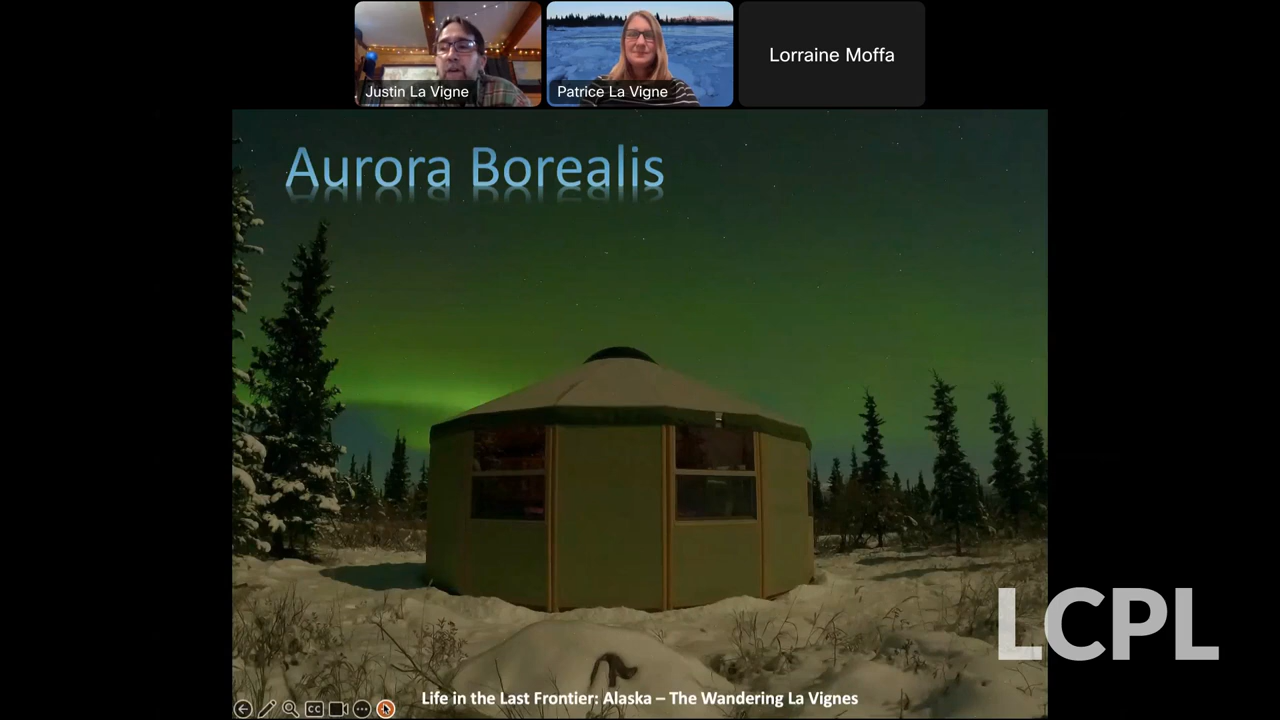 Justin La Vigne
Patrice La Vigne
Lorraine Moffa
Aurora Borealis
CC
LCPL
Life in the Last Frontier: Alaska – The Wandering La Vignes